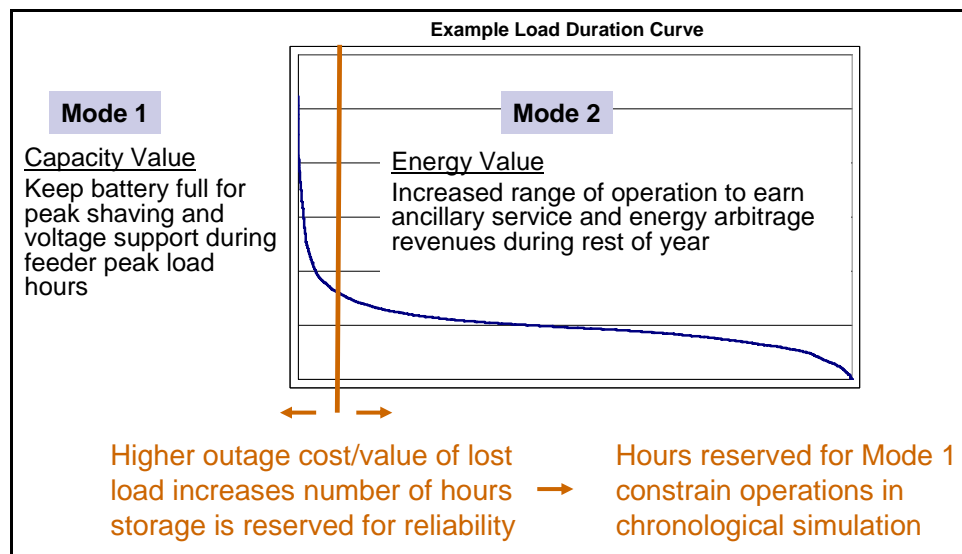 Example Load Duration Curve
Mode 1
Capacity Value
Keep battery full for
peak shaving and
voltage support during
feeder peak load
hours
Mode 2
Energy Value
Increased range of operation to earn
ancillary service and energy arbitrage
revenues during rest of year
Higher outage cost/value of lost
load increases number of hours
storage is reserved for reliability
Hours reserved for Mode 1
constrain operations in
chronological simulation